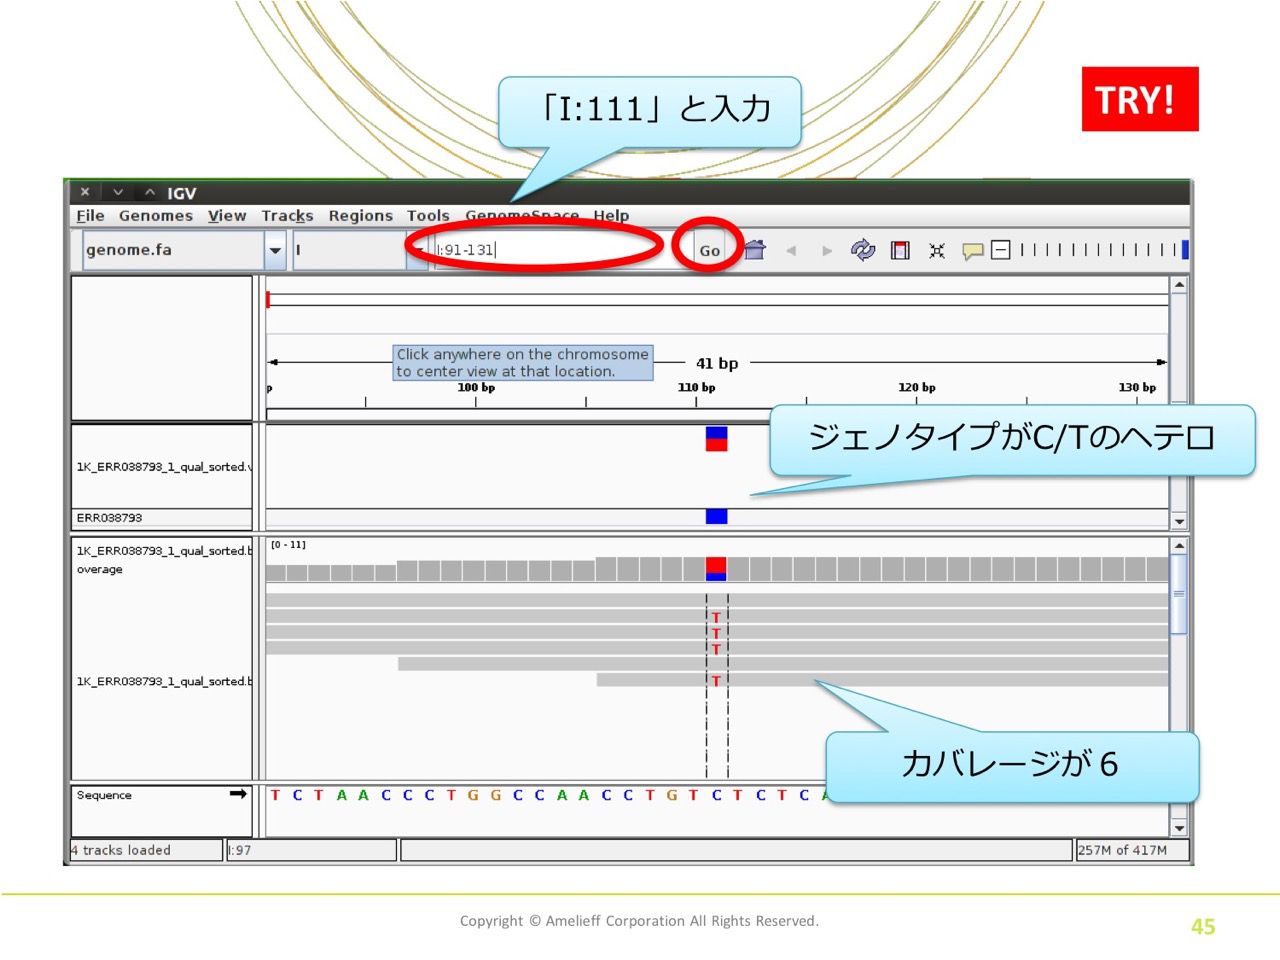 「I:111」と入力
TRY!
IGV
File Genomes View Tracks Regions Tools GenomeSpace Help
genome.fa I I:91-131 Go
Click anywhere on the chromosome
to center view at that location.
41 bp
100 bp 110 bp 120 bp 130 bp
ジェノタイプがC/Tのヘテロ
1K_ERR038793_1_qual_sorted.v
ERR038793
1K_ERR038793_1_qual_sorted.b
overage
[0 - 11]
T
T
T
1K_ERR038793_1_qual_sorted.b
T
カバレージが６
Sequence
T C T A A C C C T G G C C A A C C T G T C T C T C A
4 tracks loaded I:97 257M of 417M
Copyright © Amelieff Corporation All Rights Reserved.
45